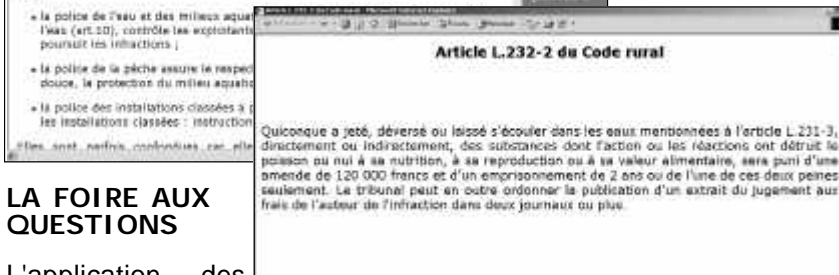 • la police de l'eau et des milieux
l'eau (art.10), contrôle les exploitants
poursuit les infractions ;
• la police de la pêche assure le respect
douce, la protection du milieu
• la police des installations classées a
les installations classées : instruction
Elles sont parfois confondues car
LA FOIRE AUX
QUESTIONS
L'application des
Article L.232-2 du Code rural
Quiconque a jeté, déversé ou laissé s'écouler dans les eaux mentionnées à l'article L.231-3,
directement ou indirectement, des substances dont l'action ou les réactions ont détruit le
poisson ou nui à sa nutrition, à sa reproduction ou à sa valeur alimentaire, sera puni d'une
amende de 120 000 francs et d'un emprisonnement de 2 ans ou de l'une de ces deux peines
seulement. Le tribunal peut en outre ordonner la publication d'un extrait du jugement aux
frais de l'auteur de l'infraction dans deux journaux ou plus.